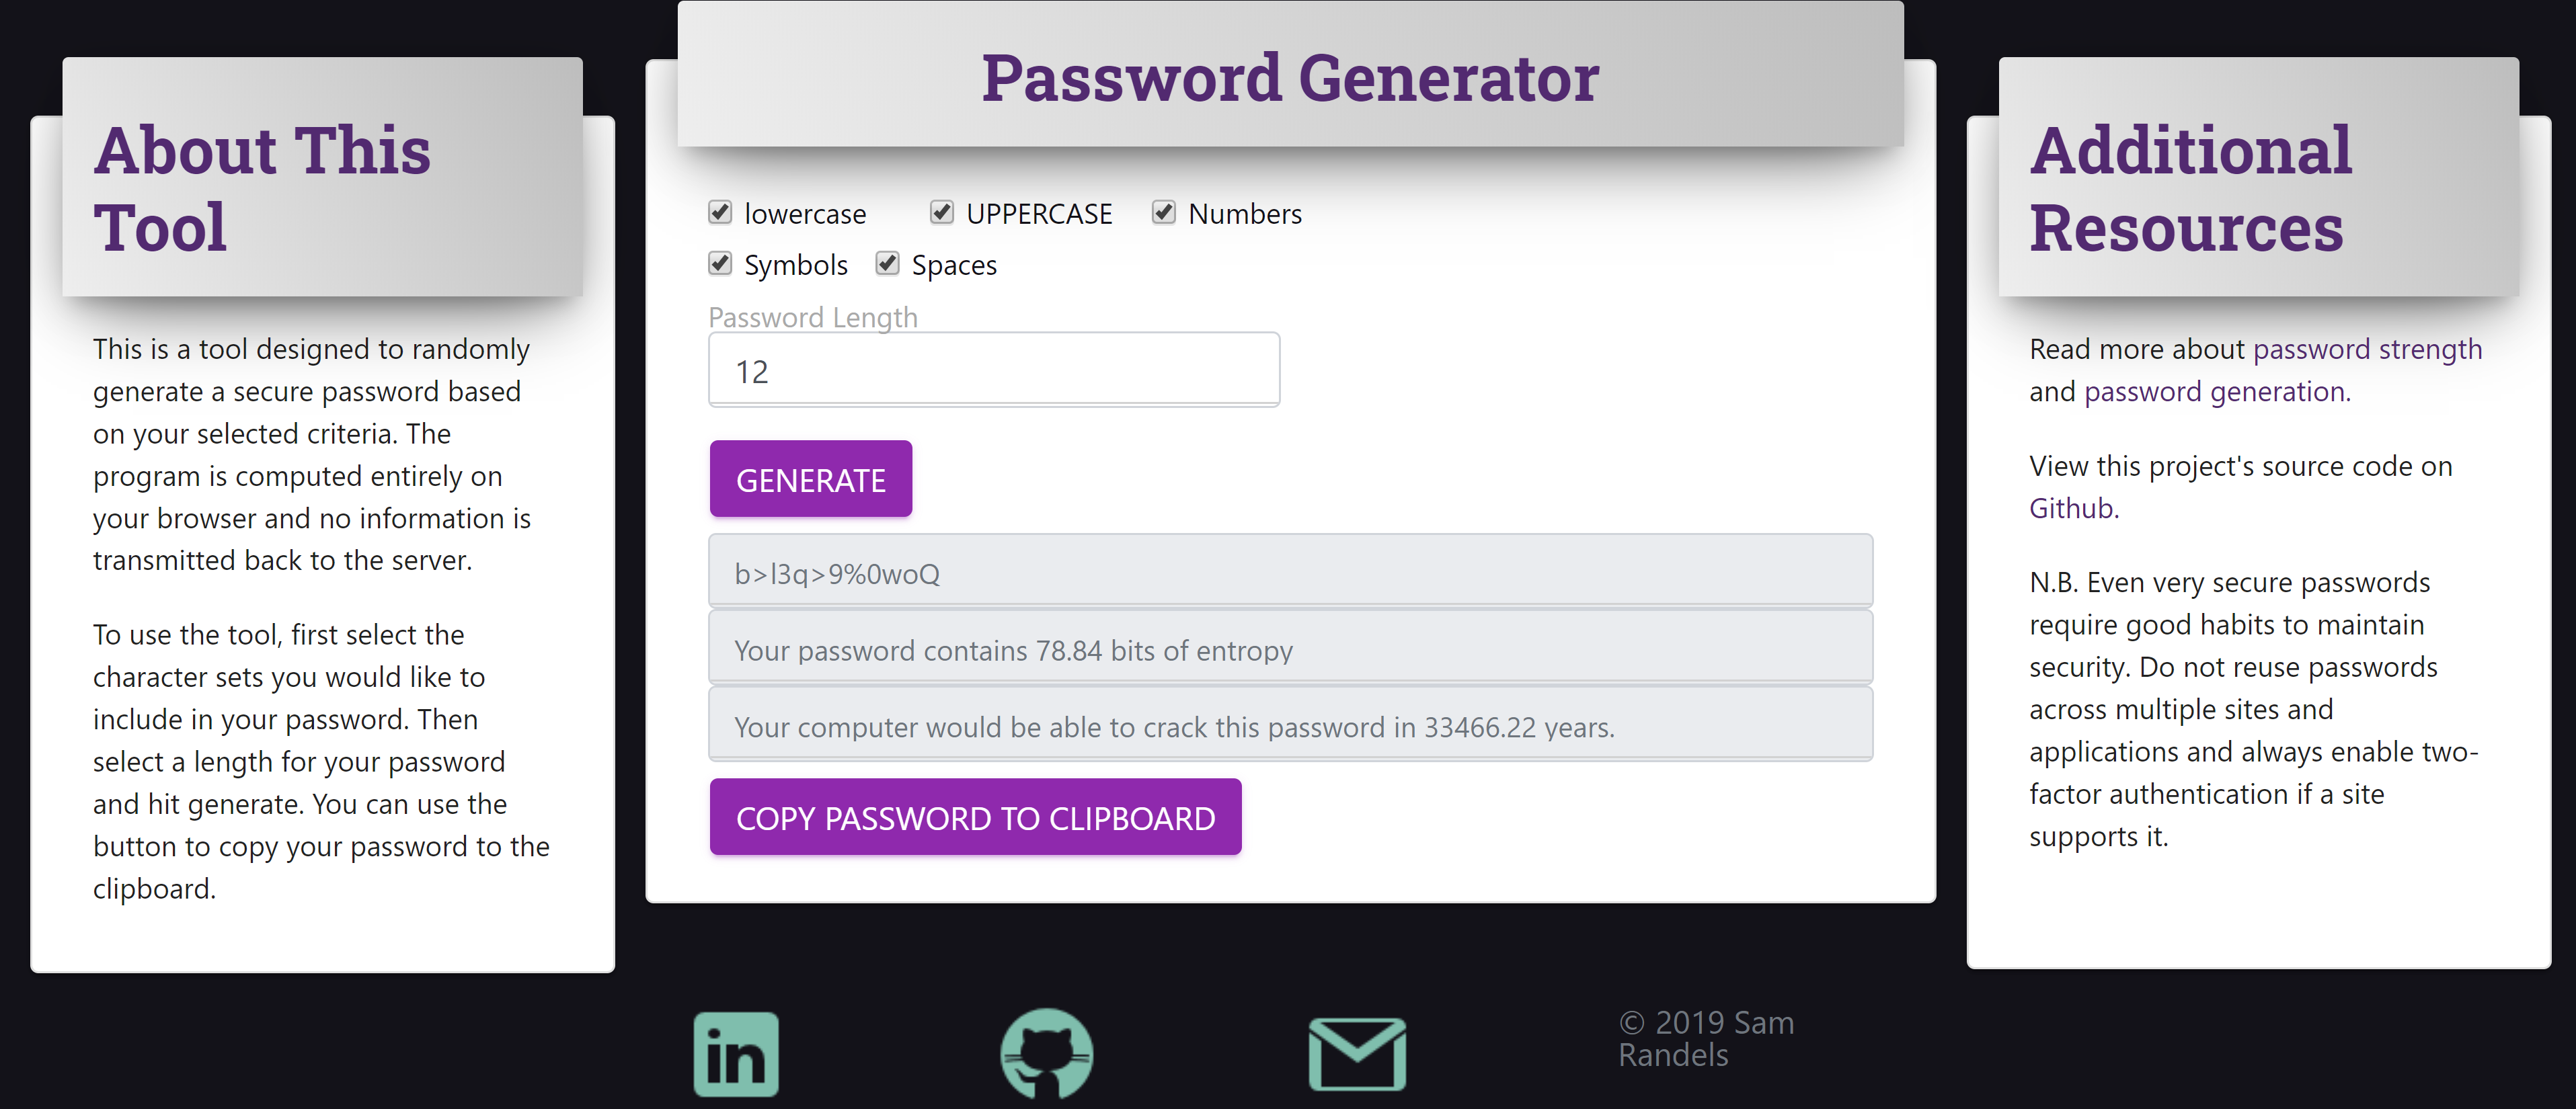 About This
Tool
This is a tool designed to randomly
generate a secure password based
on your selected criteria. The
program is computed entirely on
your browser and no information is
transmitted back to the server.
To use the tool, first select the
character sets you would like to
include in your password. Then
select a length for your password
and hit generate. You can use the
button to copy your password to the
clipboard.
Password Generator
lowercase UPPERCASE Numbers
Symbols Spaces
Password Length
12
GENERATE
b>l3q>9%0woQ
Your password contains 78.84 bits of entropy
Your computer would be able to crack this password in 33466.22 years.
COPY PASSWORD TO CLIPBOARD
Additional
Resources
Read more about password strength
and password generation.
View this project's source code on
Github.
N.B. Even very secure passwords
require good habits to maintain
security. Do not reuse passwords
across multiple sites and
applications and always enable two-
factor authentication if a site
supports it.
in
© 2019 Sam
Randels